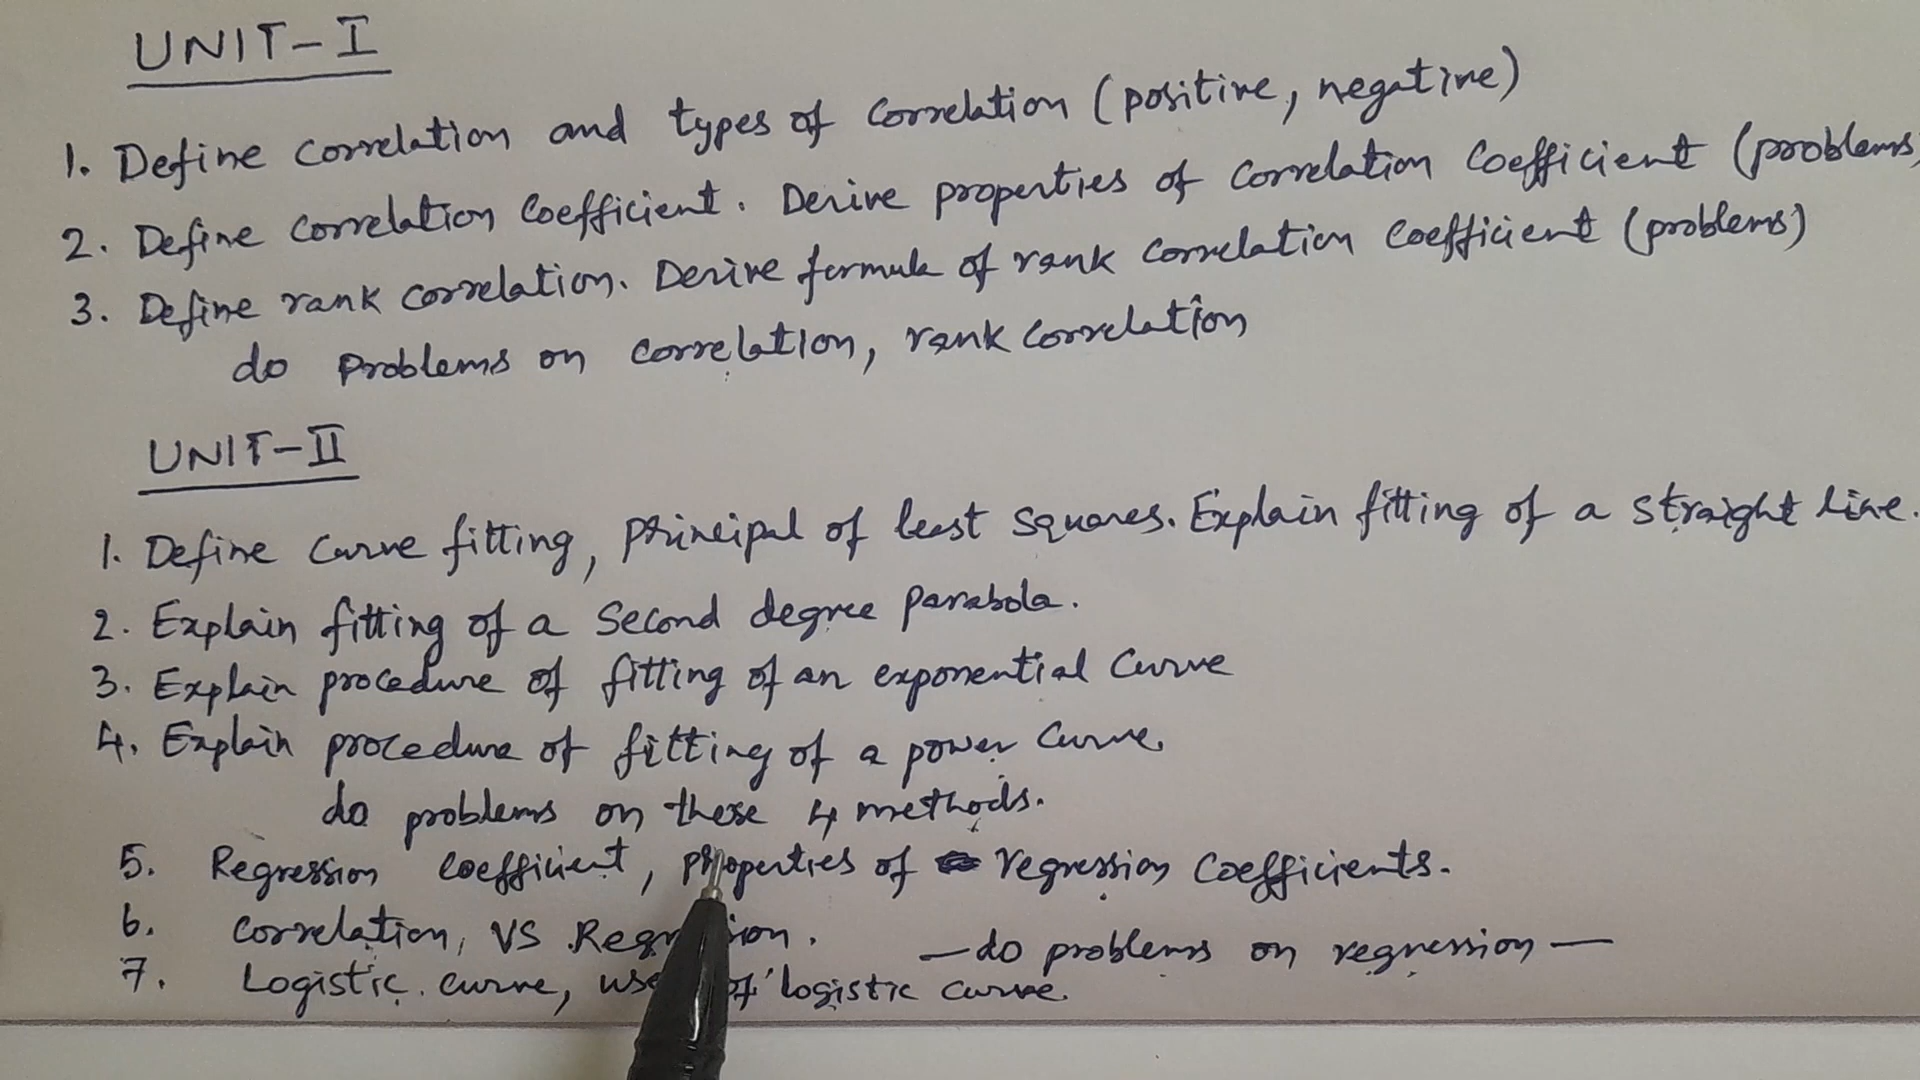 UNIT-I
1. Define correlation and types of correlation (positive, negative)
2. Define correlation coefficient. Derive properties of correlation coefficient (problems,
3. Define rank correlation. Derive formula of rank correlation coefficient (problems)
do problems on correlation, rank correlation
UNIT-II
1. Define curve fitting, principal of least squares. Explain fitting of a straight line.
2. Explain fitting of a second degree parabola.
3. Explain procedure of fitting of an exponential curve
4. Explain procedure of fitting of a power curve.
do problems on these 4 methods.
5. Regression coefficient, properties of regression coefficients.
6. correlation, VS Regression. —do problems on regression—
7. Logistic curve, use of logistic curve.